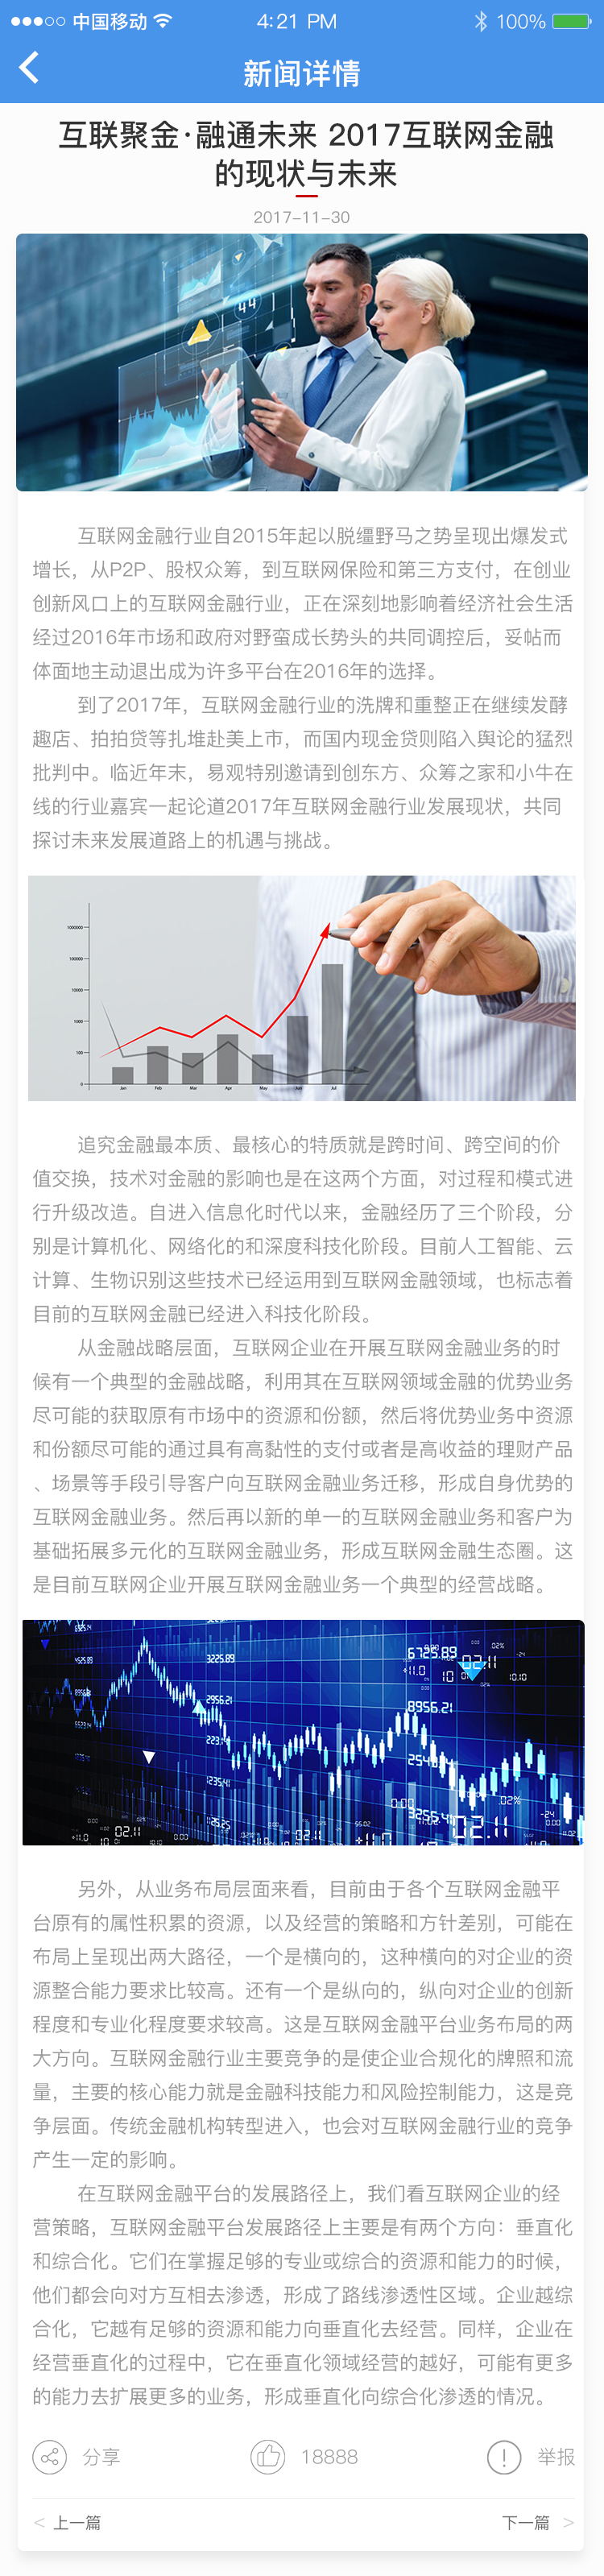 中国移动 4:21 PM 100%
新闻详情
互联聚金·融通未来 2017互联网金融
的现状与未来
2017-11-30
44
互联网金融行业自2015年起以脱缰野马之势呈现出爆发式
增长，从P2P、股权众筹，到互联网保险和第三方支付，在创业
创新风口上的互联网金融行业，正在深刻地影响着经济社会生活
经过2016年市场和政府对野蛮成长势头的共同调控后，妥帖而
体面地主动退出成为许多平台在2016年的选择。
到了2017年，互联网金融行业的洗牌和重整正在继续发酵
趣店、拍拍贷等扎堆赴美上市，而国内现金贷则陷入舆论的猛烈
批判中。临近年末，易观特别邀请到创东方、众筹之家和小牛在
线的行业嘉宾一起论道2017年互联网金融行业发展现状，共同
探讨未来发展道路上的机遇与挑战。
1000000
100000
10000
1000
100
0
Jan Feb Mar Apr May Jun Jul
追究金融最本质、最核心的特质就是跨时间、跨空间的价
值交换，技术对金融的影响也是在这两个方面，对过程和模式进
行升级改造。自进入信息化时代以来，金融经历了三个阶段，分
别是计算机化、网络化的和深度科技化阶段。目前人工智能、云
计算、生物识别这些技术已经运用到互联网金融领域，也标志着
目前的互联网金融已经进入科技化阶段。
从金融战略层面，互联网企业在开展互联网金融业务的时
候有一个典型的金融战略，利用其在互联网领域金融的优势业务
尽可能的获取原有市场中的资源和份额，然后将优势业务中资源
和份额尽可能的通过具有高黏性的支付或者是高收益的理财产品
、场景等手段引导客户向互联网金融业务迁移，形成自身优势的
互联网金融业务。然后再以新的单一的互联网金融业务和客户为
基础拓展多元化的互联网金融业务，形成互联网金融生态圈。这
是目前互联网企业开展互联网金融业务一个典型的经营战略。
6725.89
3225.89
02.11
+11.0
10
10.10
2956.21
8956.21
1235.41
0.00
.02%
3256.41
02.11
-24
02.11
+11.0
另外，从业务布局层面来看，目前由于各个互联网金融平
台原有的属性积累的资源，以及经营的策略和方针差别，可能在
布局上呈现出两大路径，一个是横向的，这种横向的对企业的资
源整合能力要求比较高。还有一个是纵向的，纵向对企业的创新
程度和专业化程度要求较高。这是互联网金融平台业务布局的两
大方向。互联网金融行业主要竞争的是使企业合规化的牌照和流
量，主要的核心能力就是金融科技能力和风险控制能力，这是竞
争层面。传统金融机构转型进入，也会对互联网金融行业的竞争
产生一定的影响。
在互联网金融平台的发展路径上，我们看互联网企业的经
营策略，互联网金融平台发展路径上主要是有两个方向：垂直化
和综合化。它们在掌握足够的专业或综合的资源和能力的时候，
他们都会向对方互相去渗透，形成了路线渗透性区域。企业越综
合化，它越有足够的资源和能力向垂直化去经营。同样，企业在
经营垂直化的过程中，它在垂直化领域经营的越好，可能有更多
的能力去扩展更多的业务，形成垂直化向综合化渗透的情况。
分享 18888 举报
< 上一篇 下一篇 >